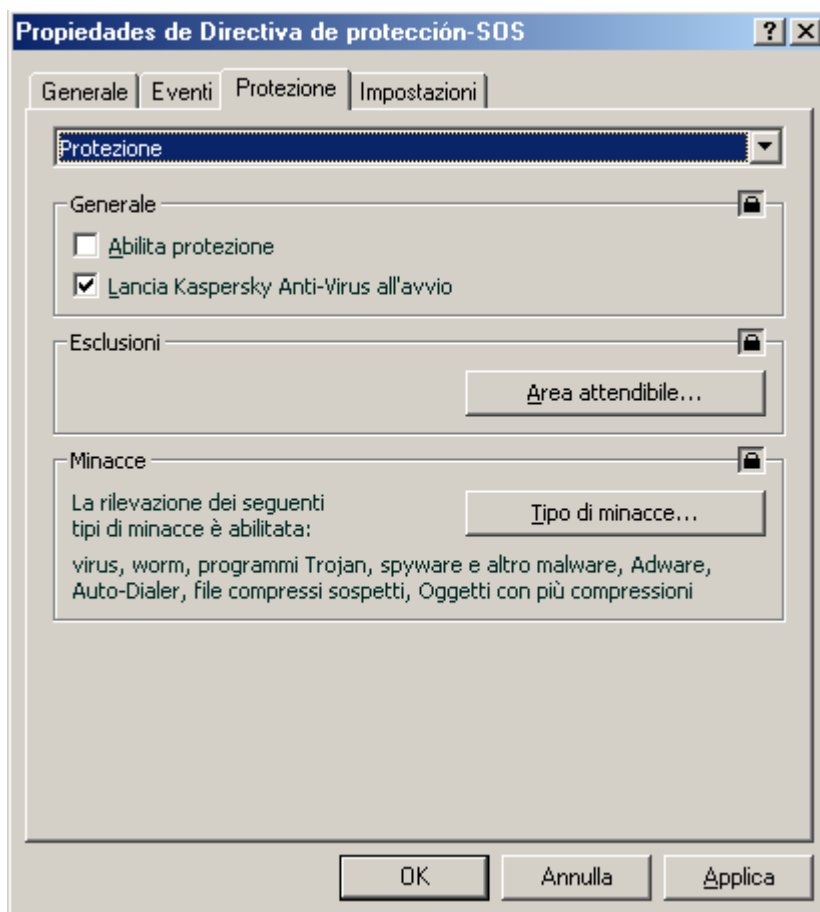 Propiedades de Directiva de protección-SOS
Generale Eventi Protezione Impostazioni
Protezione
Generale
Abilita protezione
Lancia Kaspersky Anti-Virus all'avvio
Esclusioni
Area attendibile...
Minacce
La rilevazione dei seguenti
tipi di minacce è abilitata:
Tipo di minacce...
virus, worm, programmi Trojan, spyware e altro malware, Adware,
Auto-Dialer, file compressi sospetti, Oggetti con più compressioni
OK Annulla Applica